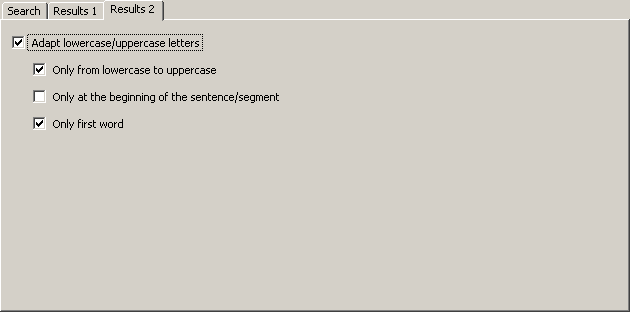 Search Results 1 Results 2
Adapt lowercase/uppercase letters
Only from lowercase to uppercase
Only at the beginning of the sentence/segment
Only first word